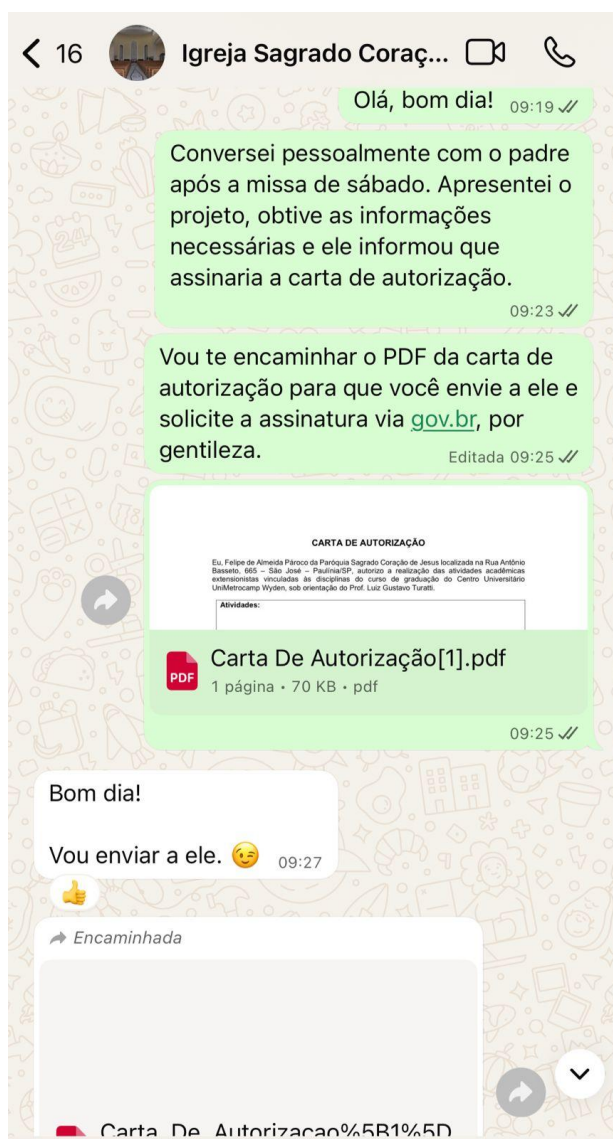 16
Igreja Sagrado Coraç...
Olá, bom dia! 09:19
Conversei pessoalmente com o padre
após a missa de sábado. Apresentei o
projeto, obtive as informações
necessárias e ele informou que
assinaria a carta de autorização.
09:23
Vou te encaminhar o PDF da carta de
autorização para que você envie a ele e
solicite a assinatura via gov.br, por
gentileza. Editada 09:25
CARTA DE AUTORIZAÇÃO
Eu, Felipe de Almeida Pároco da Paróquia Sagrado Coração de Jesus localizada na Rua Antônio
Basseto, 665 – São José – Paulínia/SP, autorizo a realização das atividades acadêmicas
extensionistas vinculadas às disciplinas do curso de graduação do Centro Universitário
UniMetrocamp Wyden, sob orientação do Prof. Luiz Gustavo Turatti.
Atividades:
PDF
Carta De Autorização[1].pdf
1 página • 70 KB • pdf
09:25
Bom dia!
Vou enviar a ele. 😉 09:27
👍
Encaminhada
Carta_De_Autorizacao%5B1%5D